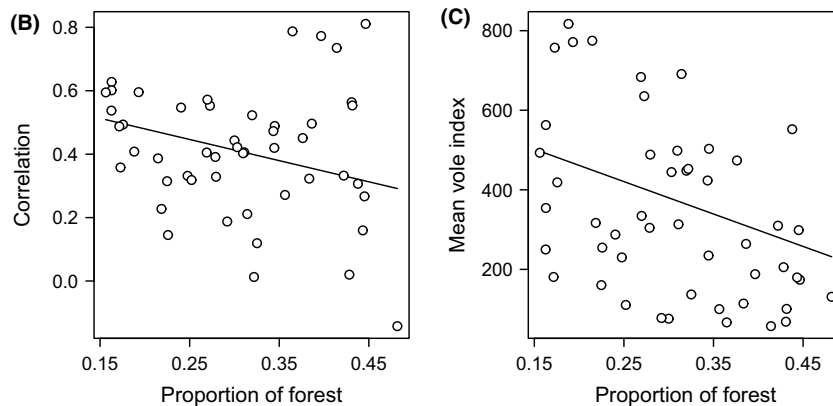 (B)
0.8
0.6
0.4
0.2
0.0
Correlation
0.15 0.25 0.35 0.45
Proportion of forest
(C)
800
600
400
200
Mean vole index
0.15 0.25 0.35 0.45
Proportion of forest